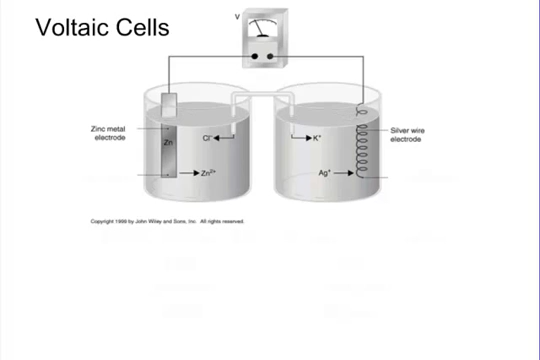 Voltaic Cells
V
Zinc metal
electrode
Zn
Cl⁻
K⁺
Silver wire
electrode
Zn²⁺
Ag⁺
Copyright 1999 by John Wiley and Sons, Inc. All rights reserved.